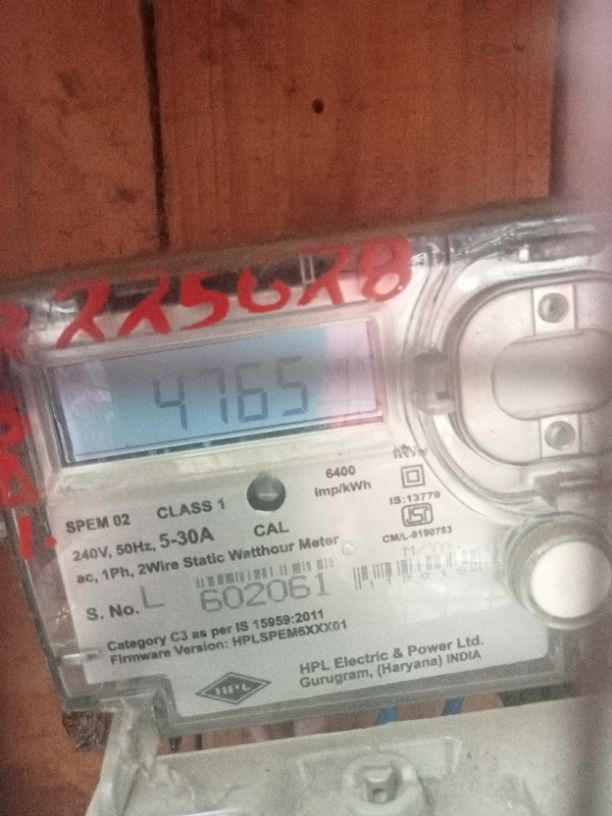 225628
4765
6400
Imp/kWh
SPEM 02 CLASS 1
IS:13779
240V, 50Hz, 5-30A CAL
CM/L-9190783
ac, 1Ph, 2Wire Static Watthour Meter
S. No. L 602061
Category C3 as per IS 15959:2011
Firmware Version: HPLSPEM6XXX01
HPL
HPL Electric & Power Ltd.
Gurugram, (Haryana) INDIA